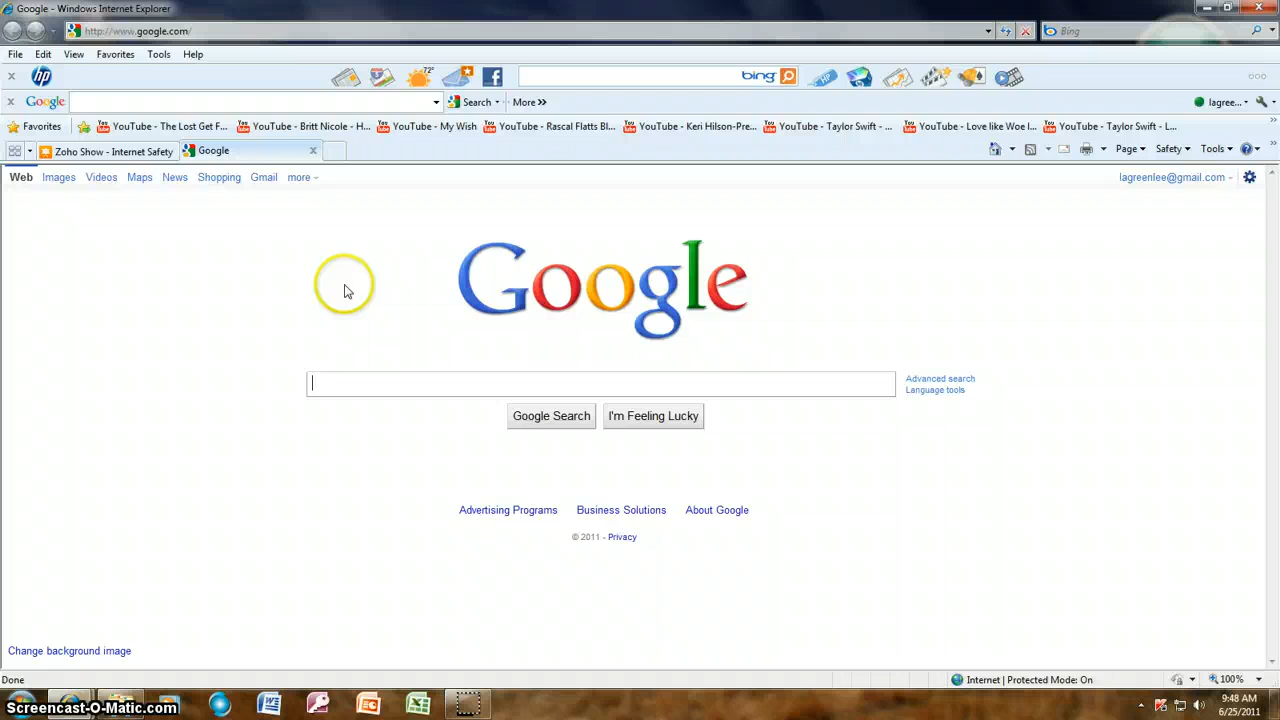 Google - Windows Internet Explorer
http://www.google.com/
Bing
File Edit View Favorites Tools Help
hp 72° f bing HP
Google Search More » lagree...
Favorites YouTube - The Lost Get F... YouTube - Britt Nicole - H... YouTube - My Wish YouTube - Rascal Flatts Bl... YouTube - Keri Hilson-Pre... YouTube - Taylor Swift - ... YouTube - Love like Woe l... YouTube - Taylor Swift - L...
Zoho Show - Internet Safety Google Page Safety Tools
Web Images Videos Maps News Shopping Gmail more lagreenlee@gmail.com
Google
Advanced search
Language tools
Google Search I'm Feeling Lucky
Advertising Programs Business Solutions About Google
© 2011 - Privacy
Change background image
Done Internet | Protected Mode: On 100%
9:48 AM
6/25/2011
Screencast-O-Matic.com